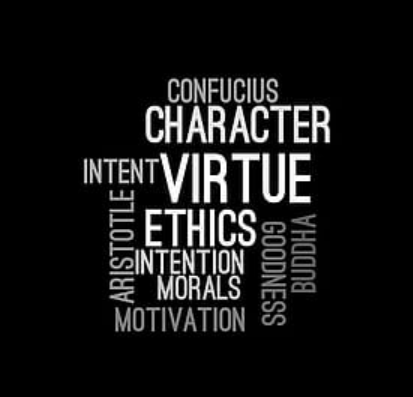 CONFUCIUS
CHARACTER
INTENT
VIRTUE
ARISTOTLE
ETHICS
GOODNESS
BUDDHA
INTENTION
MORALS
MOTIVATION